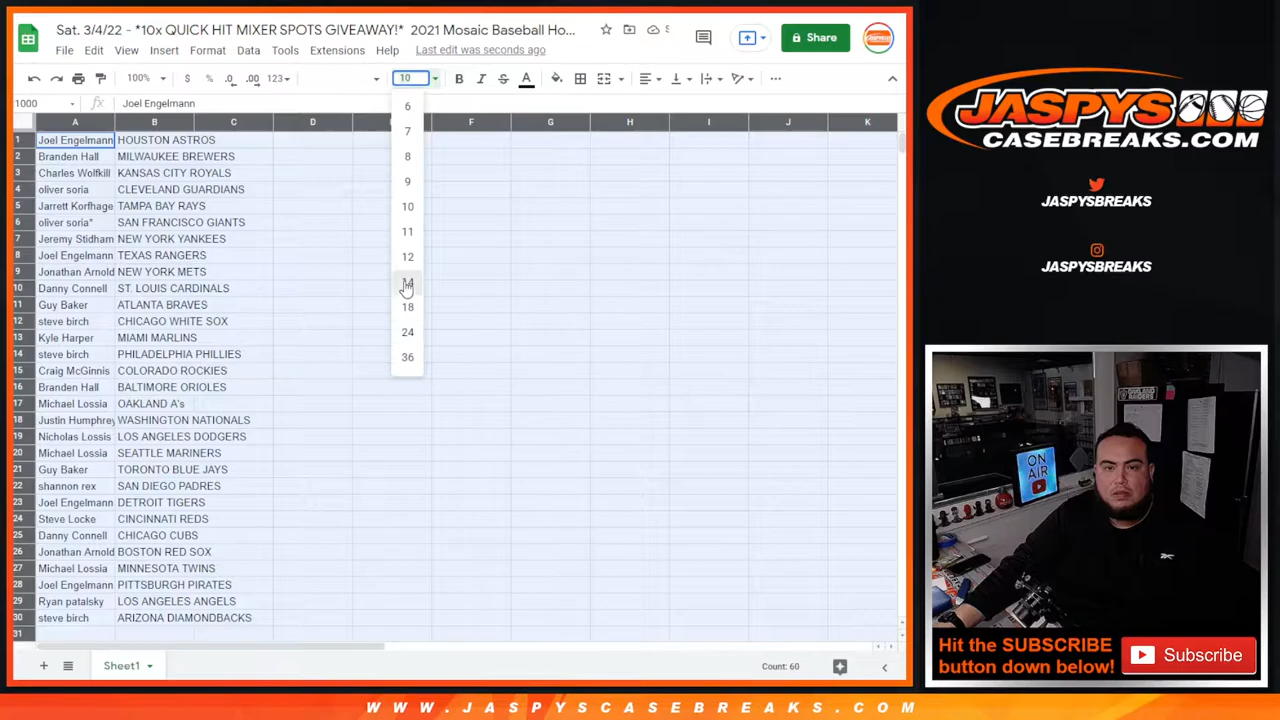 Sat. 3/4/22 - *10x QUICK HIT MIXER SPOTS GIVEAWAY!* 2021 Mosaic Baseball Ho...
Share
File Edit View Insert Format Data Tools Extensions Help Last edit was seconds ago
100% $ % .0 .00 123 10 B I S A
1000 fx Joel Engelmann
A B C D F G H I J K
1 Joel Engelmann HOUSTON ASTROS
2 Branden Hall MILWAUKEE BREWERS
3 Charles Wolfkill KANSAS CITY ROYALS
4 oliver soria CLEVELAND GUARDIANS
5 Jarrett Korfhage TAMPA BAY RAYS
6 oliver soria* SAN FRANCISCO GIANTS
7 Jeremy Stidham NEW YORK YANKEES
8 Joel Engelmann TEXAS RANGERS
9 Jonathan Arnold NEW YORK METS
10 Danny Connell ST. LOUIS CARDINALS
11 Guy Baker ATLANTA BRAVES
12 steve birch CHICAGO WHITE SOX
13 Kyle Harper MIAMI MARLINS
14 steve birch PHILADELPHIA PHILLIES
15 Craig McGinnis COLORADO ROCKIES
16 Branden Hall BALTIMORE ORIOLES
17 Michael Lossia OAKLAND A's
18 Justin Humphrey WASHINGTON NATIONALS
19 Nicholas Lossis LOS ANGELES DODGERS
20 Michael Lossia SEATTLE MARINERS
21 Guy Baker TORONTO BLUE JAYS
22 shannon rex SAN DIEGO PADRES
23 Joel Engelmann DETROIT TIGERS
24 Steve Locke CINCINNATI REDS
25 Danny Connell CHICAGO CUBS
26 Jonathan Arnold BOSTON RED SOX
27 Michael Lossia MINNESOTA TWINS
28 Joel Engelmann PITTSBURGH PIRATES
29 Ryan patalsky LOS ANGELES ANGELS
30 steve birch ARIZONA DIAMONDBACKS
31
6
7
8
9
10
11
12
14
18
24
36
Sheet1
Count: 60
JASPYS
CASEBREAKS.COM
JASPYSBREAKS
JASPYSBREAKS
ON
AIR
Hit the SUBSCRIBE
button down below!
Subscribe
WWW.JASPYSCASEBREAKS.COM